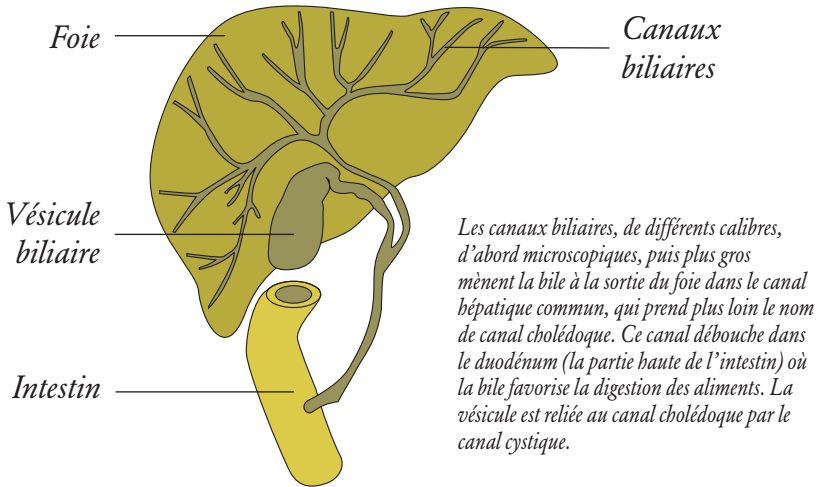 Foie
Canaux
biliaires
Vésicule
biliaire
Intestin
Les canaux biliaires, de différents calibres,
d'abord microscopiques, puis plus gros
mènent la bile à la sortie du foie dans le canal
hépatique commun, qui prend plus loin le nom
de canal cholédoque. Ce canal débouche dans
le duodénum (la partie haute de l'intestin) où
la bile favorise la digestion des aliments. La
vésicule est reliée au canal cholédoque par le
canal cystique.